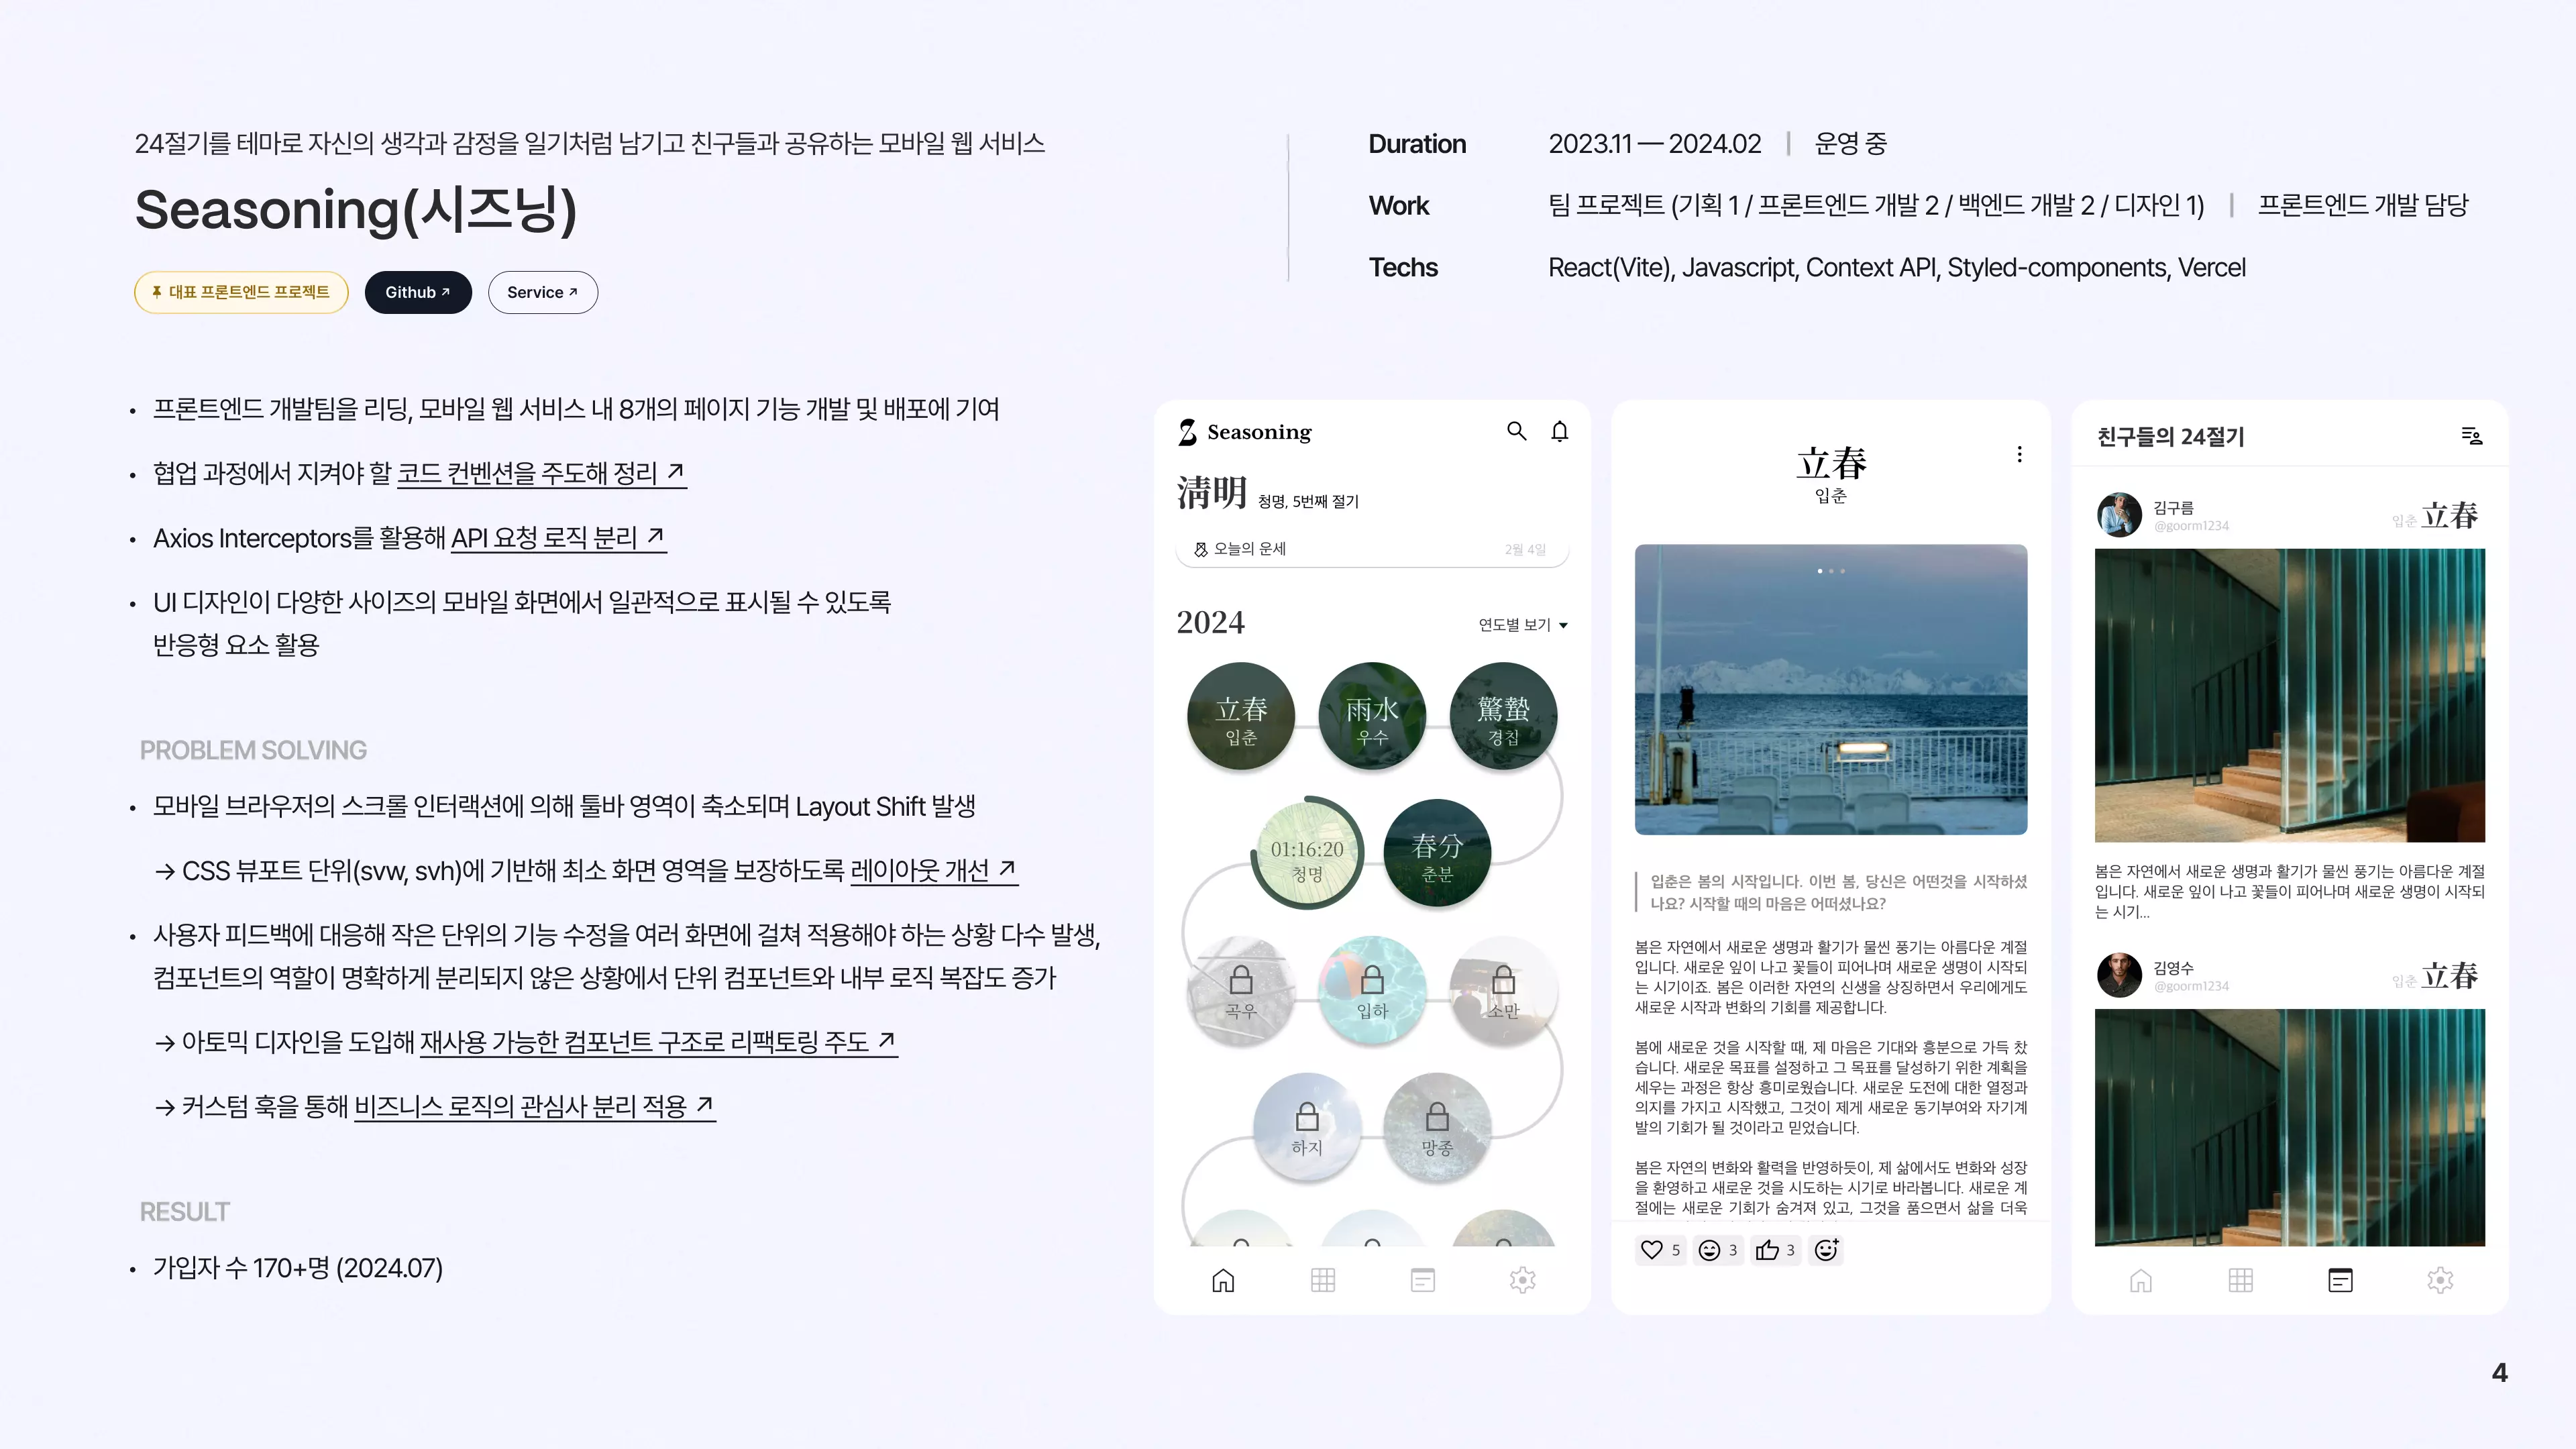 24절기를 테마로 자신의 생각과 감정을 일기처럼 남기고 친구들과 공유하는 모바일 웹 서비스
Seasoning(시즈닝)
대표 프론트엔드 프로젝트
Github ↗
Service ↗
Duration
2023.11 — 2024.02 | 운영 중
Work
팀 프로젝트 (기획 1 / 프론트엔드 개발 2 / 백엔드 개발 2 / 디자인 1) | 프론트엔드 개발 담당
Techs
React(Vite), Javascript, Context API, Styled-components, Vercel
• 프론트엔드 개발팀을 리딩, 모바일 웹 서비스 내 8개의 페이지 기능 개발 및 배포에 기여
• 협업 과정에서 지켜야 할 코드 컨벤션을 주도해 정리 ↗
• Axios Interceptors를 활용해 API 요청 로직 분리 ↗
• UI 디자인이 다양한 사이즈의 모바일 화면에서 일관적으로 표시될 수 있도록
반응형 요소 활용
PROBLEM SOLVING
• 모바일 브라우저의 스크롤 인터랙션에 의해 툴바 영역이 축소되며 Layout Shift 발생
→ CSS 뷰포트 단위(svw, svh)에 기반해 최소 화면 영역을 보장하도록 레이아웃 개선 ↗
• 사용자 피드백에 대응해 작은 단위의 기능 수정을 여러 화면에 걸쳐 적용해야 하는 상황 다수 발생,
컴포넌트의 역할이 명확하게 분리되지 않은 상황에서 단위 컴포넌트와 내부 로직 복잡도 증가
→ 아토믹 디자인을 도입해 재사용 가능한 컴포넌트 구조로 리팩토링 주도 ↗
→ 커스텀 훅을 통해 비즈니스 로직의 관심사 분리 적용 ↗
RESULT
• 가입자 수 170+명 (2024.07)
Seasoning
淸明 청명, 5번째 절기
오늘의 운세
2월 4일
2024
연도별 보기
立春
입춘
雨水
우수
驚蟄
경칩
01:16:20
청명
春分
춘분
곡우
입하
소만
하지
망종
立春
입춘
입춘은 봄의 시작입니다. 이번 봄, 당신은 어떤것을 시작하셨
나요? 시작할 때의 마음은 어떠셨나요?
봄은 자연에서 새로운 생명과 활기가 물씬 풍기는 아름다운 계절
입니다. 새로운 잎이 나고 꽃들이 피어나며 새로운 생명이 시작되
는 시기이죠. 봄은 이러한 자연의 신생을 상징하면서 우리에게도
새로운 시작과 변화의 기회를 제공합니다.
봄에 새로운 것을 시작할 때, 제 마음은 기대와 흥분으로 가득 찼
습니다. 새로운 목표를 설정하고 그 목표를 달성하기 위한 계획을
세우는 과정은 항상 흥미로웠습니다. 새로운 도전에 대한 열정과
의지를 가지고 시작했고, 그것이 제게 새로운 동기부여와 자기계
발의 기회가 될 것이라고 믿었습니다.
봄은 자연의 변화와 활력을 반영하듯이, 제 삶에서도 변화와 성장
을 환영하고 새로운 것을 시도하는 시기로 바라봅니다. 새로운 계
절에는 새로운 기회가 숨겨져 있고, 그것을 품으면서 삶을 더욱
5
3
3
친구들의 24절기
김구름
@goorm1234
입춘 立春
봄은 자연에서 새로운 생명과 활기가 물씬 풍기는 아름다운 계절
입니다. 새로운 잎이 나고 꽃들이 피어나며 새로운 생명이 시작되
는 시기...
김영수
@goorm1234
입춘 立春
4